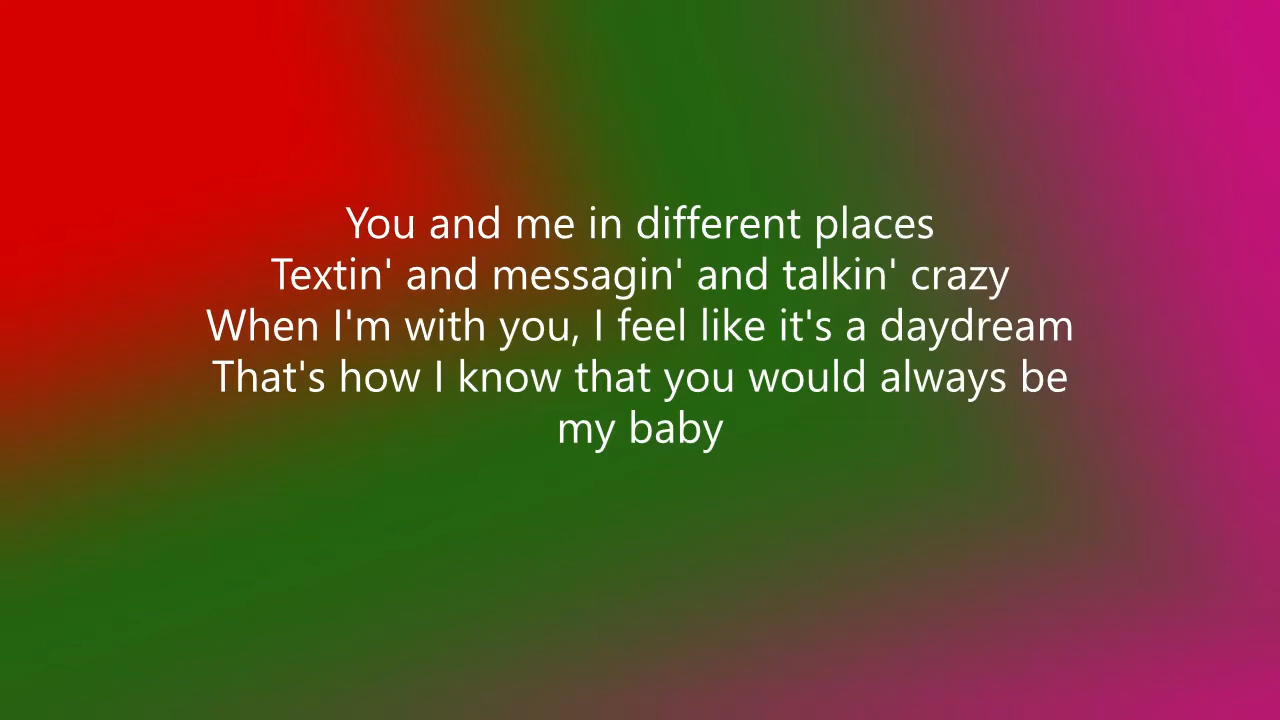 You and me in different places
Textin' and messagin' and talkin' crazy
When I'm with you, I feel like it's a daydream
That's how I know that you would always be
my baby